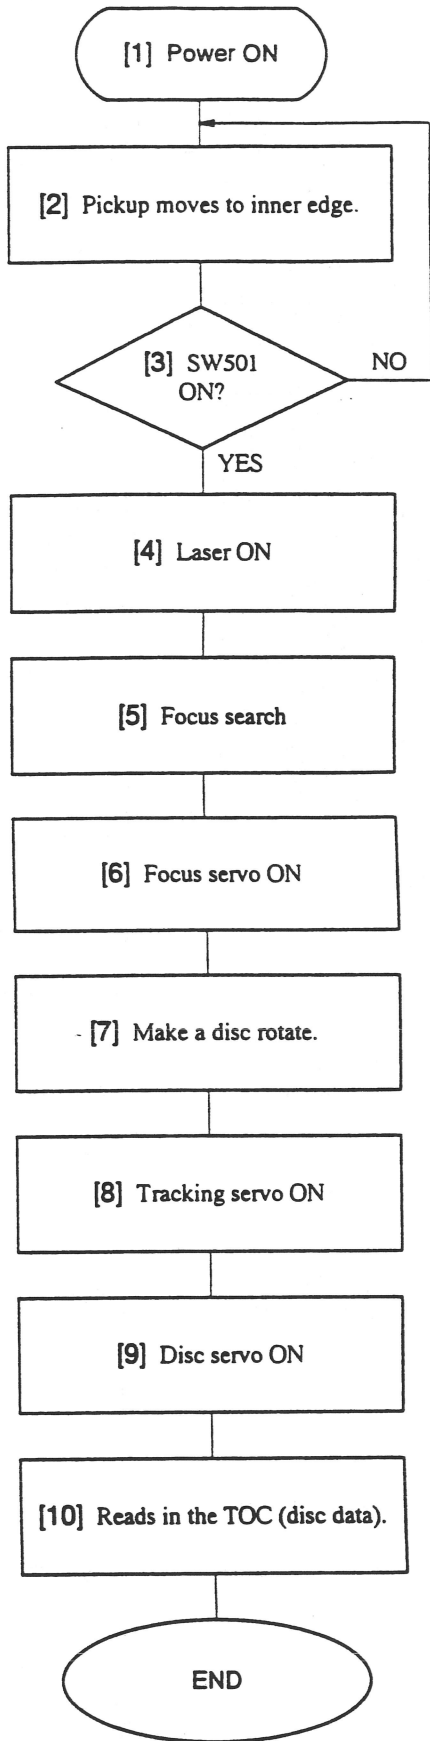 [1] Power ON
[2] Pickup moves to inner edge.
[3] SW501
ON?
NO
YES
[4] Laser ON
[5] Focus search
[6] Focus servo ON
[7] Make a disc rotate.
[8] Tracking servo ON
[9] Disc servo ON
[10] Reads in the TOC (disc data).
END